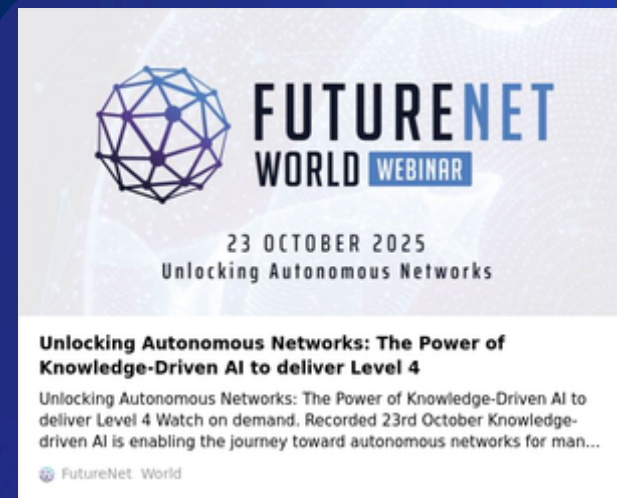 FUTURENET
WORLD WEBINAR
23 OCTOBER 2025
Unlocking Autonomous Networks
Unlocking Autonomous Networks: The Power of
Knowledge-Driven AI to deliver Level 4
Unlocking Autonomous Networks: The Power of Knowledge-Driven AI to
deliver Level 4 Watch on demand. Recorded 23rd October Knowledge-
driven AI is enabling the journey toward autonomous networks for man...
FutureNet World